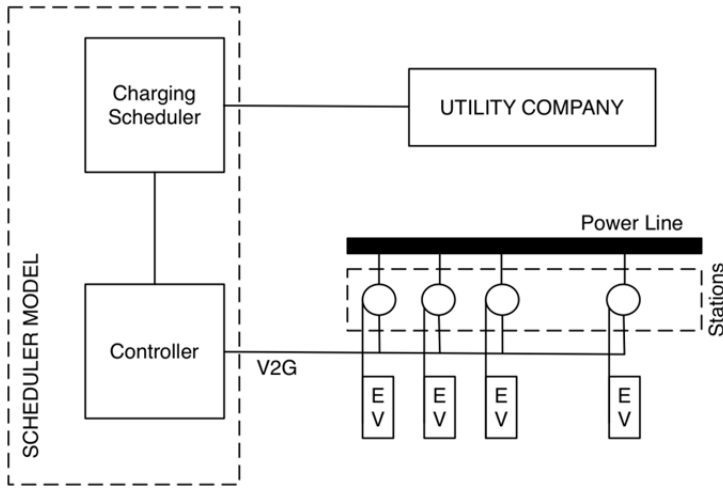 Charging
Scheduler
UTILITY COMPANY
Power Line
Stations
SCHEDULER MODEL
Controller
V2G
E
V
E
V
E
V
E
V